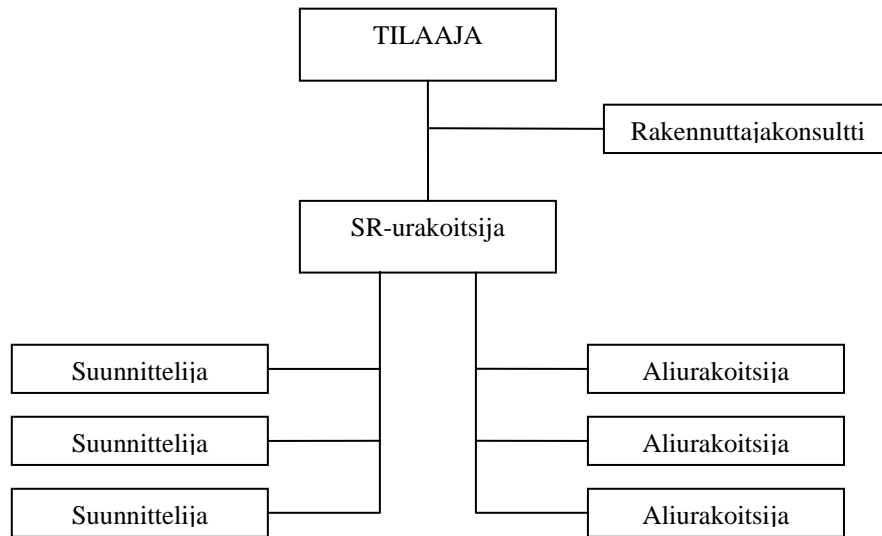 TILAAJA
Rakennuttajakonsultti
SR-urakoitsija
Suunnittelija
Aliurakoitsija
Suunnittelija
Aliurakoitsija
Suunnittelija
Aliurakoitsija